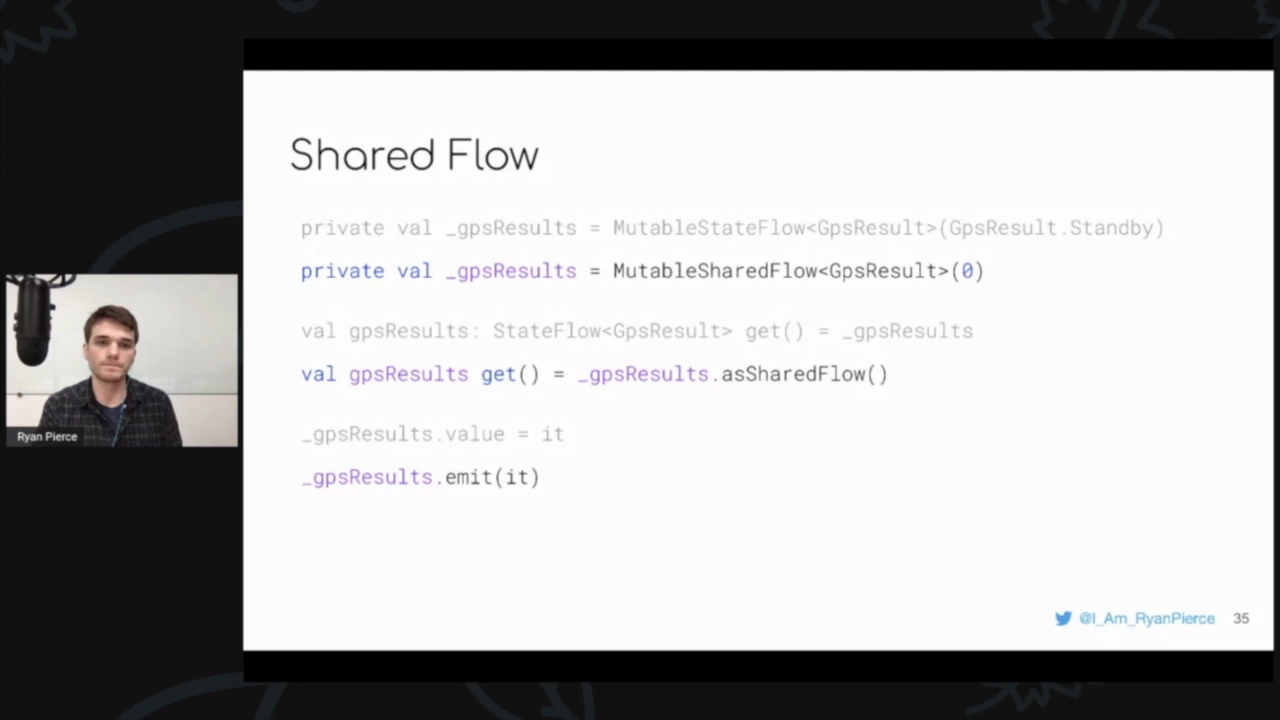 Shared Flow
private val _gpsResults = MutableStateFlow<GpsResult>(GpsResult.Standby)
private val _gpsResults = MutableSharedFlow<GpsResult>(0)
val gpsResults: StateFlow<GpsResult> get() = _gpsResults
val gpsResults get() = _gpsResults.asSharedFlow()
_gpsResults.value = it
_gpsResults.emit(it)
Ryan Pierce
@I_Am_RyanPierce 35